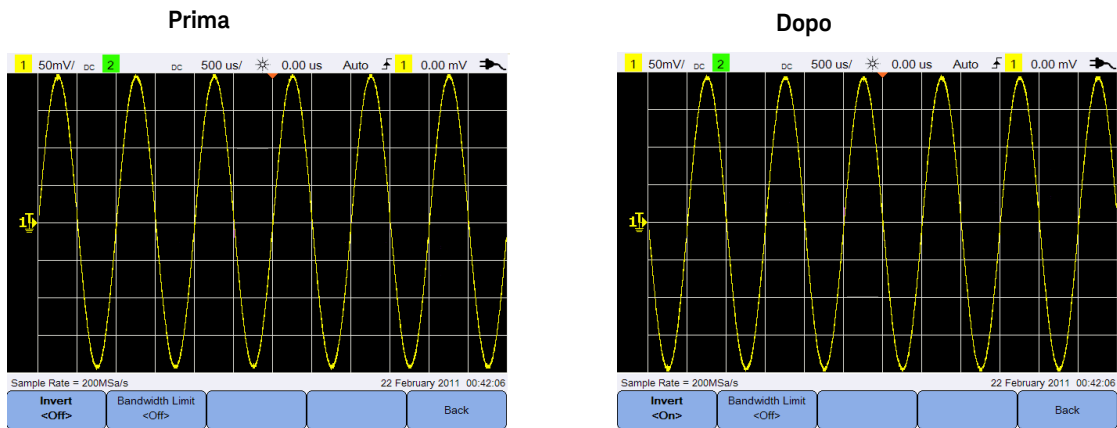 Prima
1 50mV/ DC 2 DC 500 us/ 0.00 us Auto 1 0.00 mV
1
Sample Rate = 200MSa/s 22 February 2011 00:42:06
Invert
<Off>
Bandwidth Limit
<Off>
Back
Dopo
1 50mV/ DC 2 DC 500 us/ 0.00 us Auto 1 0.00 mV
1
Sample Rate = 200MSa/s 22 February 2011 00:42:06
Invert
<On>
Bandwidth Limit
<Off>
Back